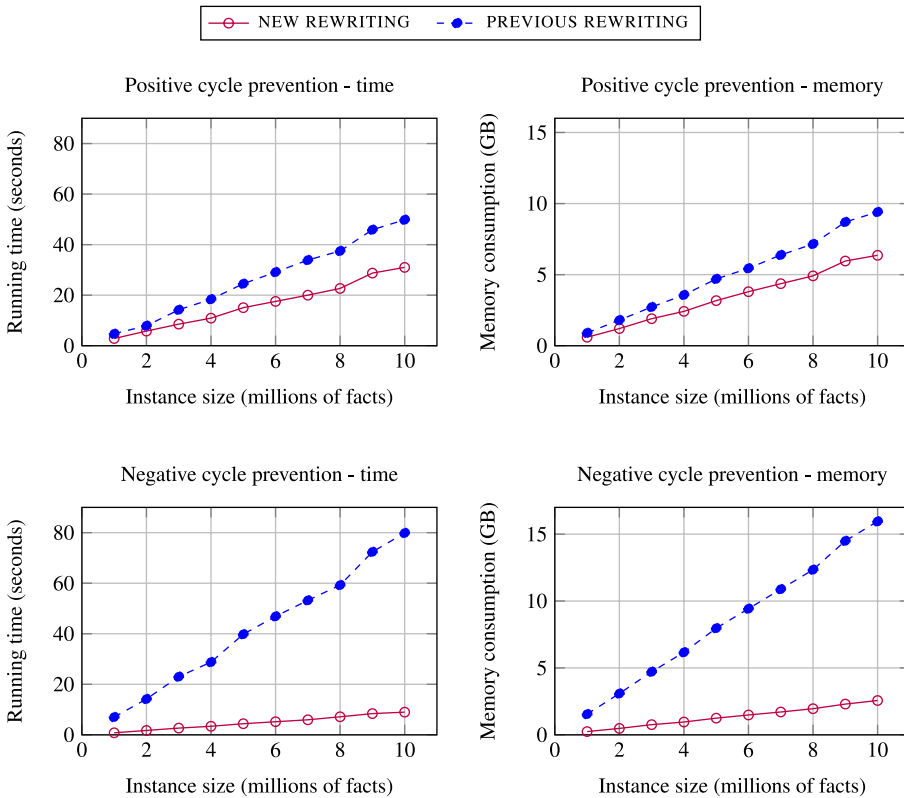 NEW REWRITING PREVIOUS REWRITING
Positive cycle prevention - time
Running time (seconds)
80
60
40
20
0
0 2 4 6 8 10
Instance size (millions of facts)
Positive cycle prevention - memory
Memory consumption (GB)
15
10
5
0
0 2 4 6 8 10
Instance size (millions of facts)
Negative cycle prevention - time
Running time (seconds)
80
60
40
20
0
0 2 4 6 8 10
Instance size (millions of facts)
Negative cycle prevention - memory
Memory consumption (GB)
15
10
5
0
0 2 4 6 8 10
Instance size (millions of facts)